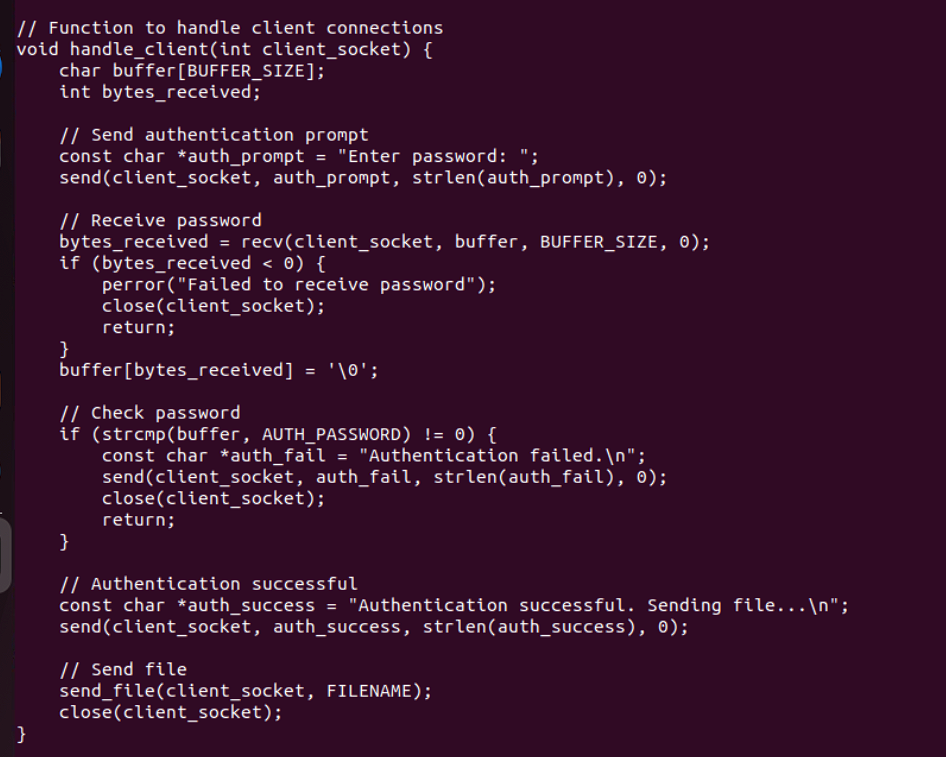 // Function to handle client connections
void handle_client(int client_socket) {
    char buffer[BUFFER_SIZE];
    int bytes_received;

    // Send authentication prompt
    const char *auth_prompt = "Enter password: ";
    send(client_socket, auth_prompt, strlen(auth_prompt), 0);

    // Receive password
    bytes_received = recv(client_socket, buffer, BUFFER_SIZE, 0);
    if (bytes_received < 0) {
        perror("Failed to receive password");
        close(client_socket);
        return;
    }
    buffer[bytes_received] = '\0';

    // Check password
    if (strcmp(buffer, AUTH_PASSWORD) != 0) {
        const char *auth_fail = "Authentication failed.\n";
        send(client_socket, auth_fail, strlen(auth_fail), 0);
        close(client_socket);
        return;
    }

    // Authentication successful
    const char *auth_success = "Authentication successful. Sending file...\n";
    send(client_socket, auth_success, strlen(auth_success), 0);

    // Send file
    send_file(client_socket, FILENAME);
    close(client_socket);
}